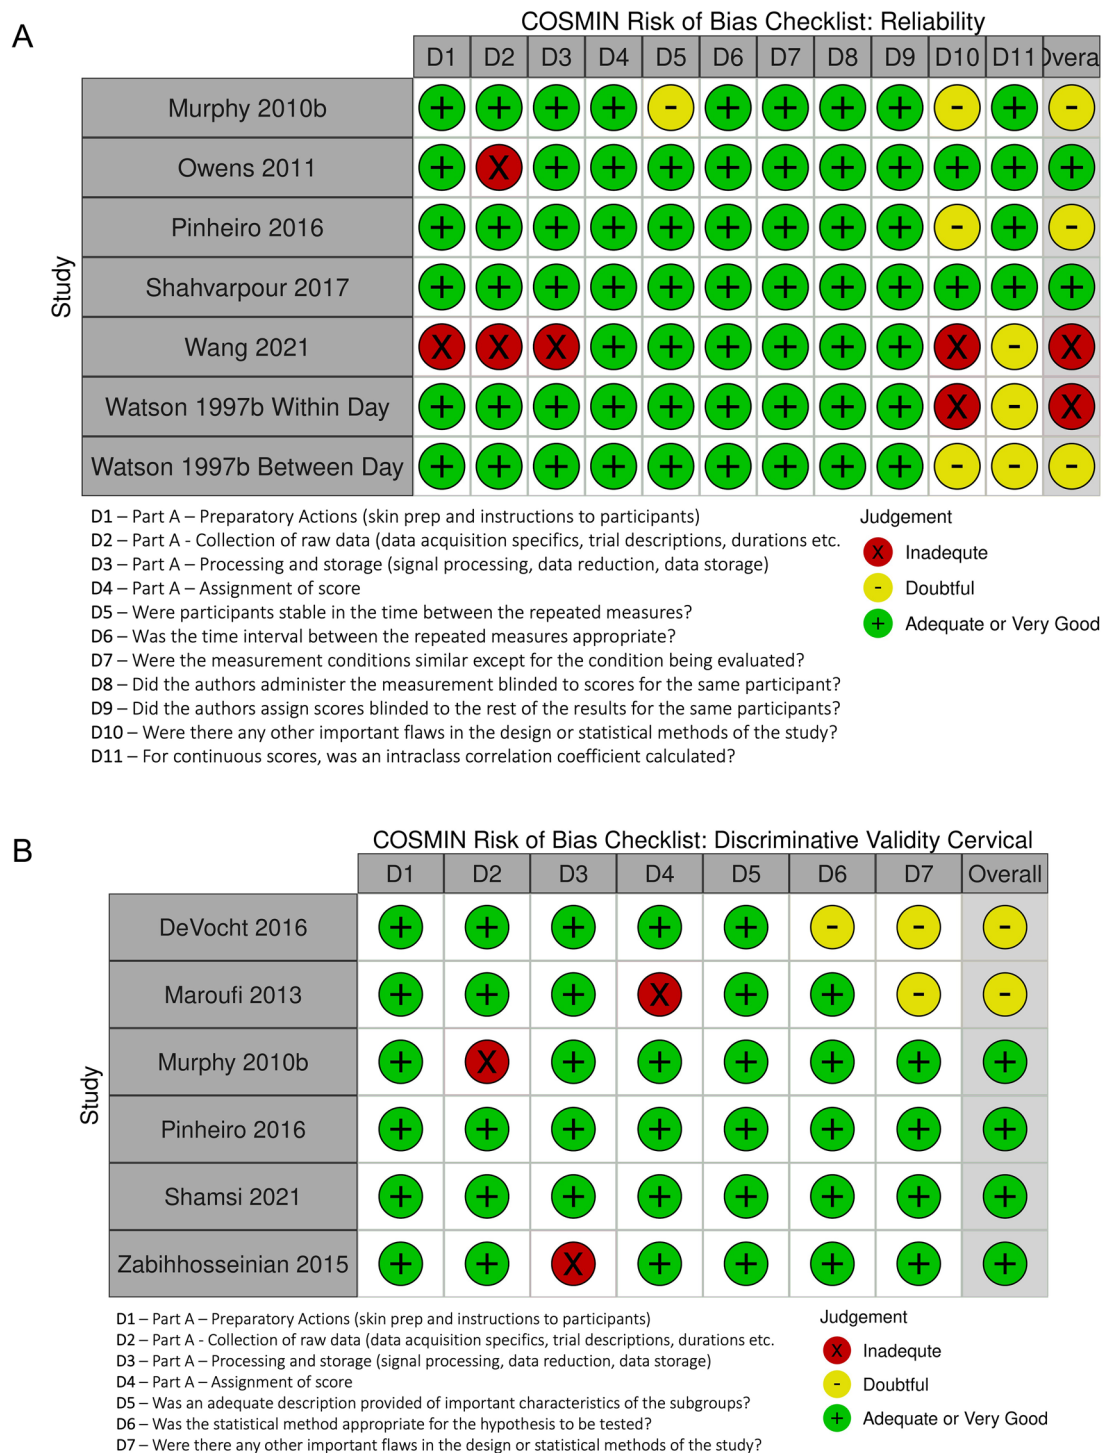 A
COSMIN Risk of Bias Checklist: Reliability
D1 D2 D3 D4 D5 D6 D7 D8 D9 D10 D11 Overa
Study
Murphy 2010b + + + + - + + + + - + -
Owens 2011 + X + + + + + + + + + +
Pinheiro 2016 + + + + + + + + + - + -
Shahvarpour 2017 + + + + + + + + + + + +
Wang 2021 X X X + + + + + + X - X
Watson 1997b Within Day + + + + + + + + + X - X
Watson 1997b Between Day + + + + + + + + + - - -
D1 – Part A – Preparatory Actions (skin prep and instructions to participants)
D2 – Part A - Collection of raw data (data acquisition specifics, trial descriptions, durations etc.
D3 – Part A – Processing and storage (signal processing, data reduction, data storage)
D4 – Part A – Assignment of score
D5 – Were participants stable in the time between the repeated measures?
D6 – Was the time interval between the repeated measures appropriate?
D7 – Were the measurement conditions similar except for the condition being evaluated?
D8 – Did the authors administer the measurement blinded to scores for the same participant?
D9 – Did the authors assign scores blinded to the rest of the results for the same participants?
D10 – Were there any other important flaws in the design or statistical methods of the study?
D11 – For continuous scores, was an intraclass correlation coefficient calculated?
Judgement
X Inadequte
- Doubtful
+ Adequate or Very Good
B
COSMIN Risk of Bias Checklist: Discriminative Validity Cervical
D1 D2 D3 D4 D5 D6 D7 Overall
Study
DeVocht 2016 + + + + + - - -
Maroufi 2013 + + + X + + - -
Murphy 2010b + X + + + + + +
Pinheiro 2016 + + + + + + + +
Shamsi 2021 + + + + + + + +
Zabihhosseinian 2015 + + X + + + + +
D1 – Part A – Preparatory Actions (skin prep and instructions to participants)
D2 – Part A - Collection of raw data (data acquisition specifics, trial descriptions, durations etc.
D3 – Part A – Processing and storage (signal processing, data reduction, data storage)
D4 – Part A – Assignment of score
D5 – Was an adequate description provided of important characteristics of the subgroups?
D6 – Was the statistical method appropriate for the hypothesis to be tested?
D7 – Were there any other important flaws in the design or statistical methods of the study?
Judgement
X Inadequte
- Doubtful
+ Adequate or Very Good